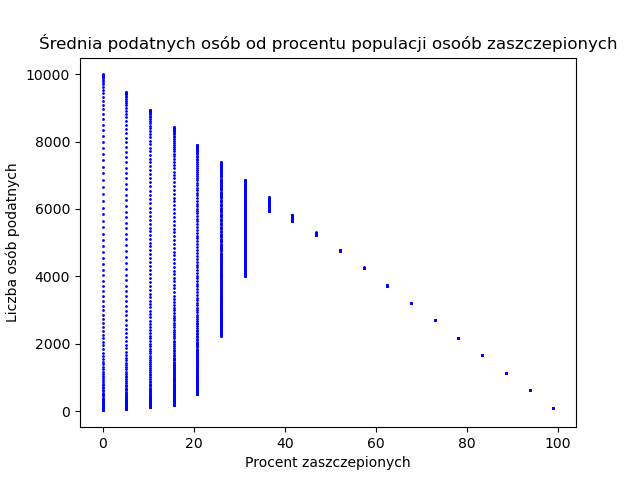 Średnia podatnych osób od procentu populacji osoób zaszczepionych
10000
8000
6000
4000
2000
0
Liczba osób podatnych
0 20 40 60 80 100
Procent zaszczepionych